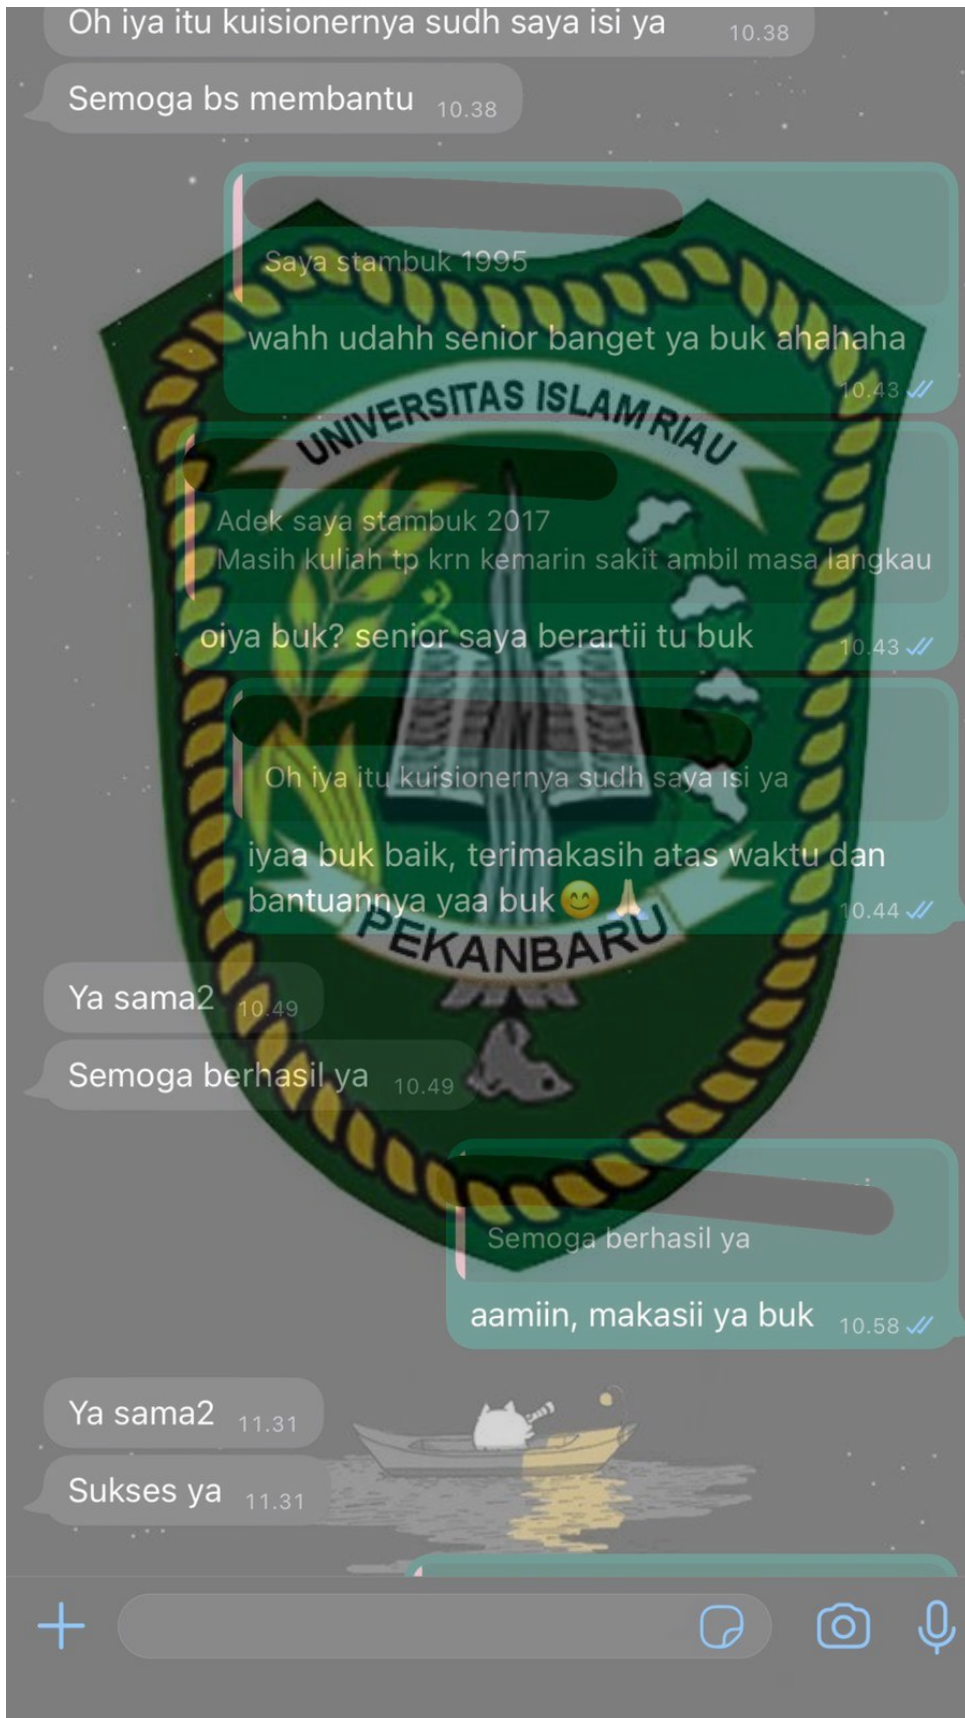 Oh iya itu kuisionernya sudh saya isi ya 10.38
Semoga bs membantu 10.38
Saya stambuk 1995
wahh udahh senior banget ya buk ahahaha
10.43
UNIVERSITAS ISLAM RIAU
Adek saya stambuk 2017
Masih kuliah tp krn kemarin sakit ambil masa langkau
oiya buk? senior saya berartii tu buk 10.43
Oh iya itu kuisionernya sudh saya isi ya
iyaa buk baik, terimakasih atas waktu dan
bantuannya yaa buk😊🙏🏻 10.44
PEKANBARU
Ya sama2 10.49
Semoga berhasil ya 10.49
Semoga berhasil ya
aamiin, makasii ya buk 10.58
Ya sama2 11.31
Sukses ya 11.31